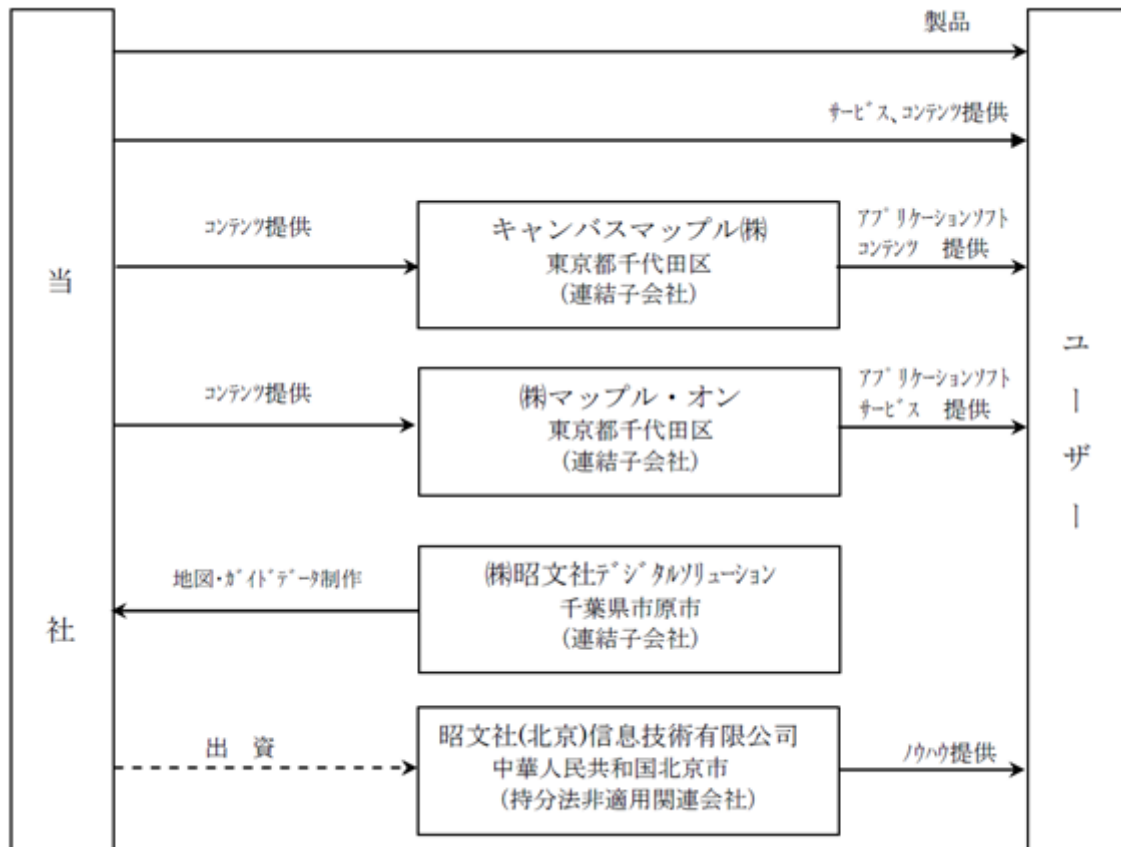 製品
サービス、コンテンツ提供
コンテンツ提供
キャンバスマップル㈱
東京都千代田区
(連結子会社)
アプリケーションソフト
コンテンツ 提供
当社
ユーザー
コンテンツ提供
㈱マップル・オン
東京都千代田区
(連結子会社)
アプリケーションソフト
サービス 提供
地図・ガイドデータ制作
㈱昭文社デジタルソリューション
千葉県市原市
(連結子会社)
出 資
昭文社(北京)信息技術有限公司
中華人民共和国北京市
(持分法非適用関連会社)
ノウハウ提供